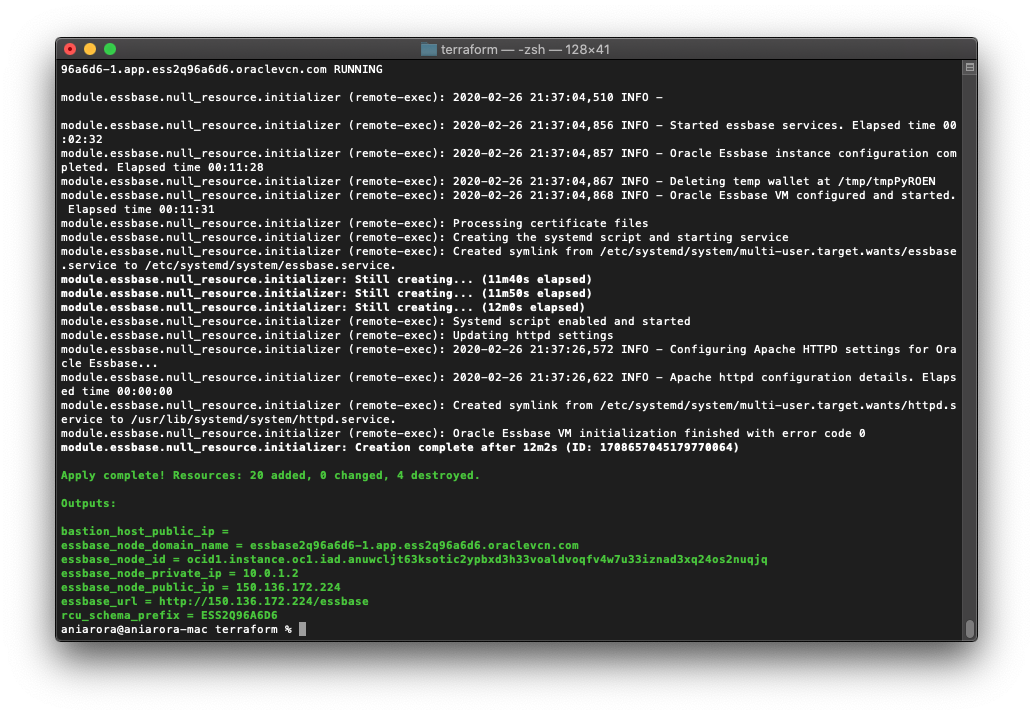 terraform — -zsh — 128×41
96a6d6-1.app.ess2q96a6d6.oraclevcn.com RUNNING
module.essbase.null_resource.initializer (remote-exec): 2020-02-26 21:37:04,510 INFO -
module.essbase.null_resource.initializer (remote-exec): 2020-02-26 21:37:04,856 INFO - Started essbase services. Elapsed time 00
:02:32
module.essbase.null_resource.initializer (remote-exec): 2020-02-26 21:37:04,857 INFO - Oracle Essbase instance configuration com
pleted. Elapsed time 00:11:28
module.essbase.null_resource.initializer (remote-exec): 2020-02-26 21:37:04,867 INFO - Deleting temp wallet at /tmp/tmpPyROEN
module.essbase.null_resource.initializer (remote-exec): 2020-02-26 21:37:04,868 INFO - Oracle Essbase VM configured and started.
 Elapsed time 00:11:31
module.essbase.null_resource.initializer (remote-exec): Processing certificate files
module.essbase.null_resource.initializer (remote-exec): Creating the systemd script and starting service
module.essbase.null_resource.initializer (remote-exec): Created symlink from /etc/systemd/system/multi-user.target.wants/essbase
.service to /etc/systemd/system/essbase.service.
module.essbase.null_resource.initializer: Still creating... (11m40s elapsed)
module.essbase.null_resource.initializer: Still creating... (11m50s elapsed)
module.essbase.null_resource.initializer: Still creating... (12m0s elapsed)
module.essbase.null_resource.initializer (remote-exec): Systemd script enabled and started
module.essbase.null_resource.initializer (remote-exec): Updating httpd settings
module.essbase.null_resource.initializer (remote-exec): 2020-02-26 21:37:26,572 INFO - Configuring Apache HTTPD settings for Ora
cle Essbase...
module.essbase.null_resource.initializer (remote-exec): 2020-02-26 21:37:26,622 INFO - Apache httpd configuration details. Elaps
ed time 00:00:00
module.essbase.null_resource.initializer (remote-exec): Created symlink from /etc/systemd/system/multi-user.target.wants/httpd.s
ervice to /usr/lib/systemd/system/httpd.service.
module.essbase.null_resource.initializer (remote-exec): Oracle Essbase VM initialization finished with error code 0
module.essbase.null_resource.initializer: Creation complete after 12m2s (ID: 1708657045179770064)
Apply complete! Resources: 20 added, 0 changed, 4 destroyed.
Outputs:
bastion_host_public_ip =
essbase_node_domain_name = essbase2q96a6d6-1.app.ess2q96a6d6.oraclevcn.com
essbase_node_id = ocid1.instance.oc1.iad.anuwcljt63ksotic2ypbxd3h33voaldvoqfv4w7u33iznad3xq24os2nuqjq
essbase_node_private_ip = 10.0.1.2
essbase_node_public_ip = 150.136.172.224
essbase_url = http://150.136.172.224/essbase
rcu_schema_prefix = ESS2Q96A6D6
aniarora@aniarora-mac terraform %